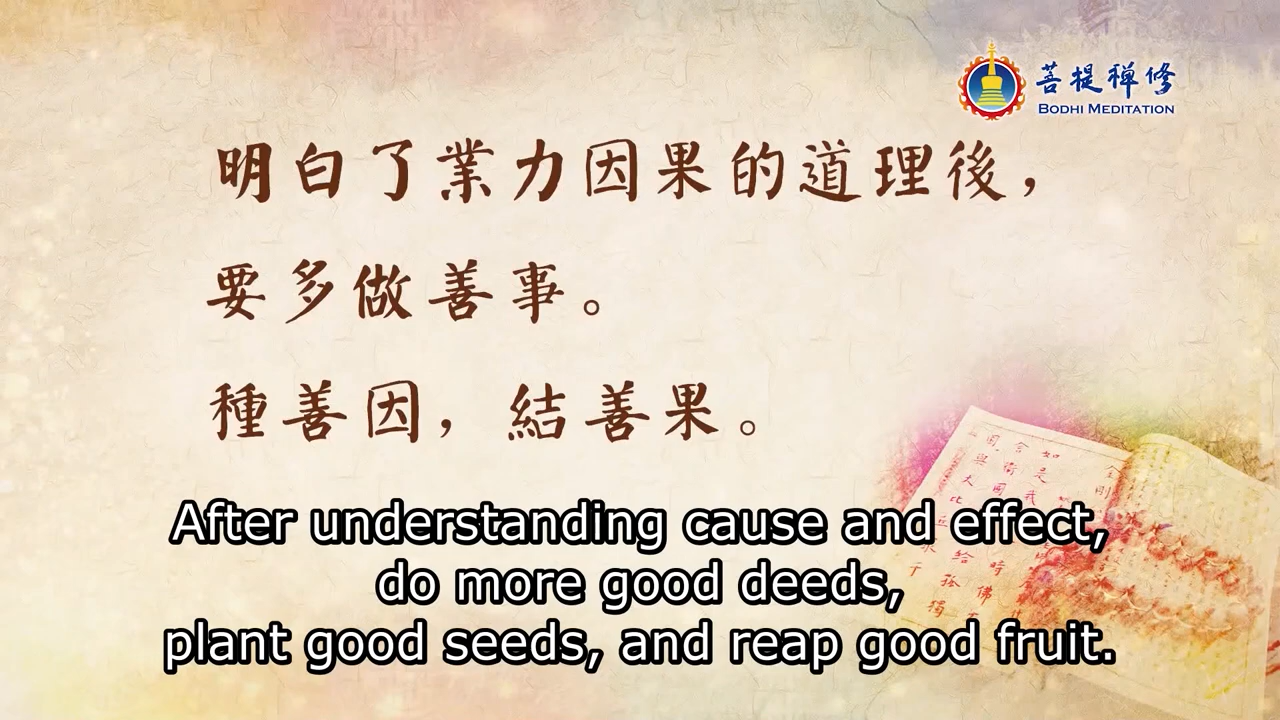 菩提禪修
BODHI MEDITATION
明白了業力因果的道理後，
要多做善事。
種善因，結善果。
After understanding cause and effect,
do more good deeds,
plant good seeds, and reap good fruit.